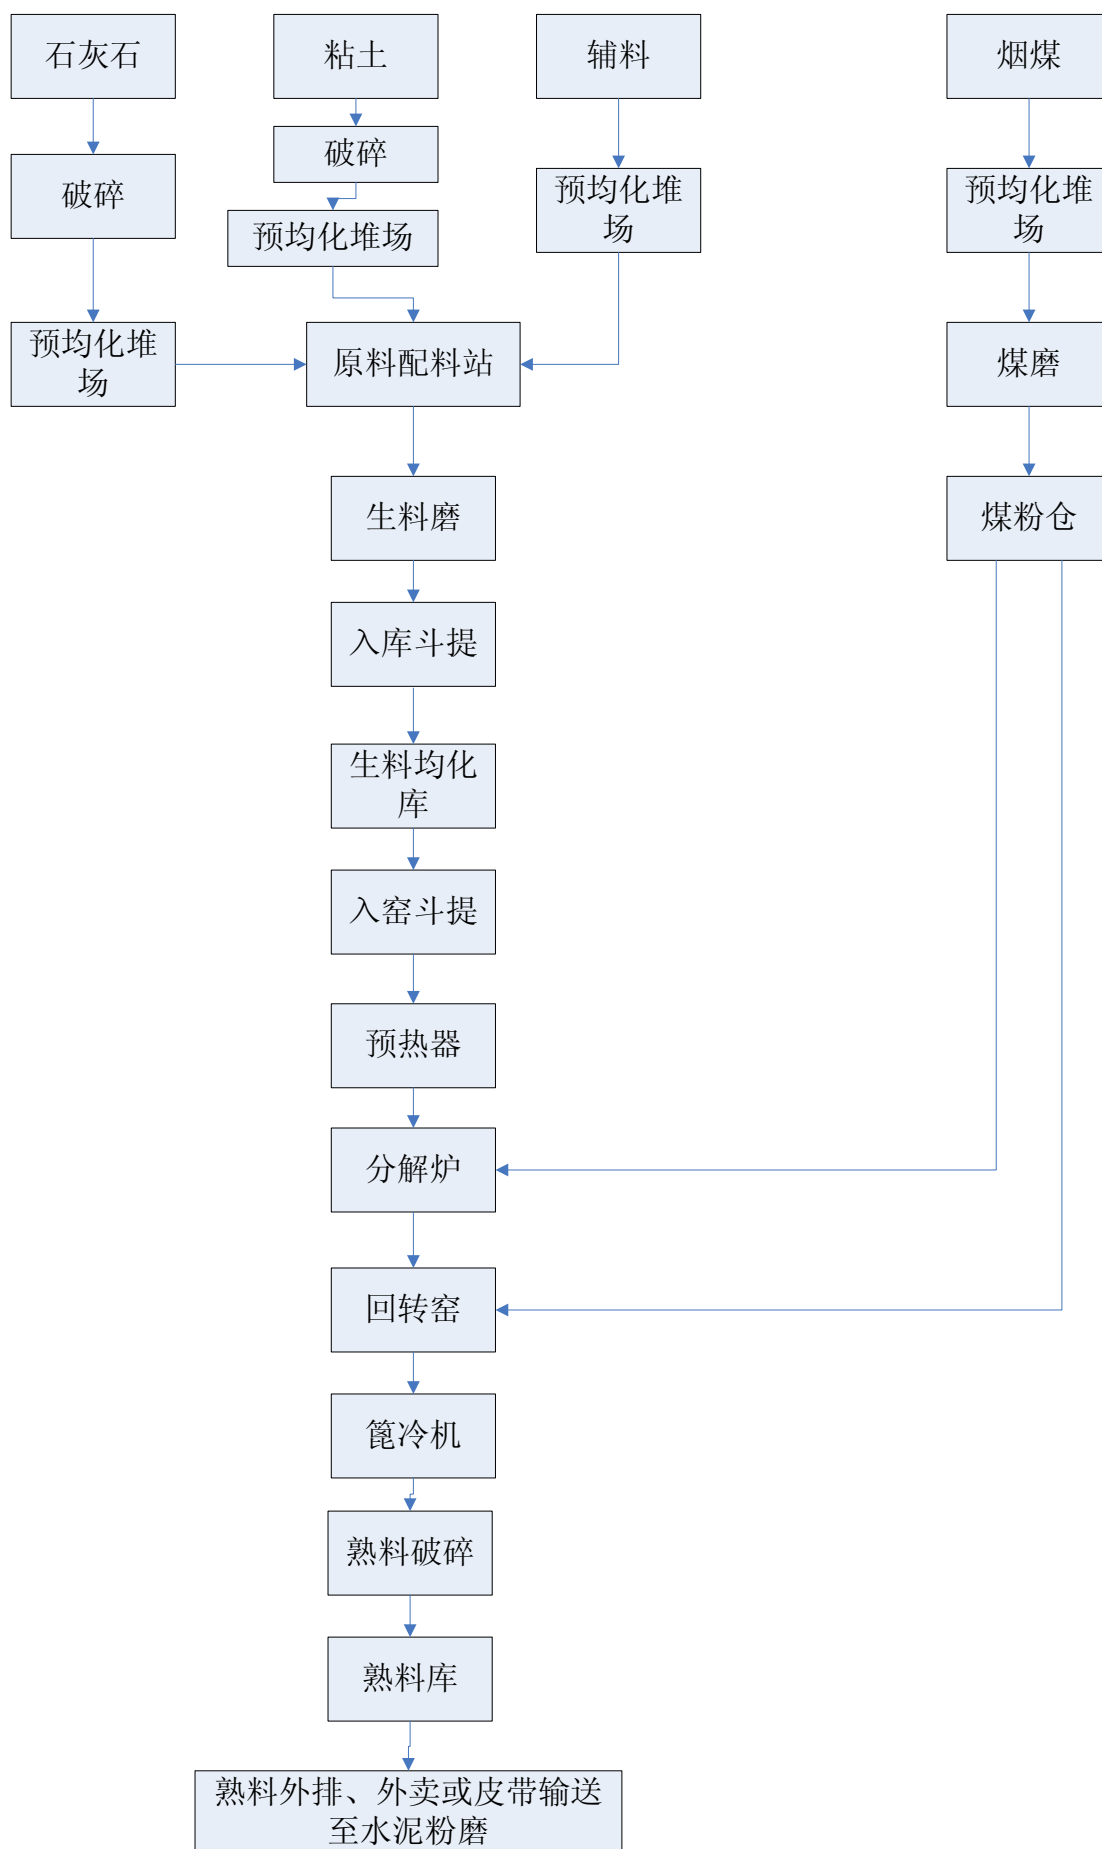 石灰石
粘土
辅料
烟煤
破碎
破碎
预均化堆场
预均化堆
场
预均化堆
场
预均化堆
场
原料配料站
煤磨
生料磨
煤粉仓
入库斗提
生料均化
库
入窑斗提
预热器
分解炉
回转窑
篦冷机
熟料破碎
熟料库
熟料外排、外卖或皮带输送
至水泥粉磨